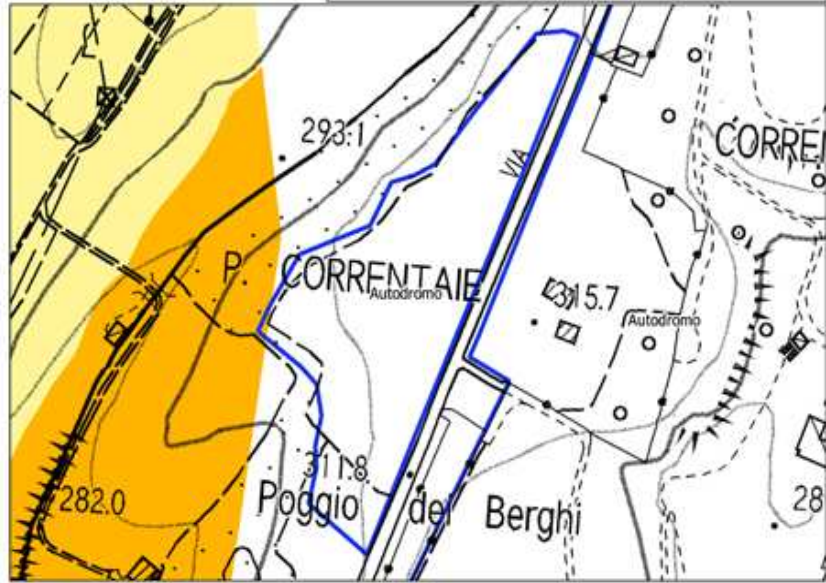 293.1
VIA
CORRE
P. CORRENTAIE
Autodromo
315.7
Autodromo
311.8
282.0
Poggio dei Berghi
28